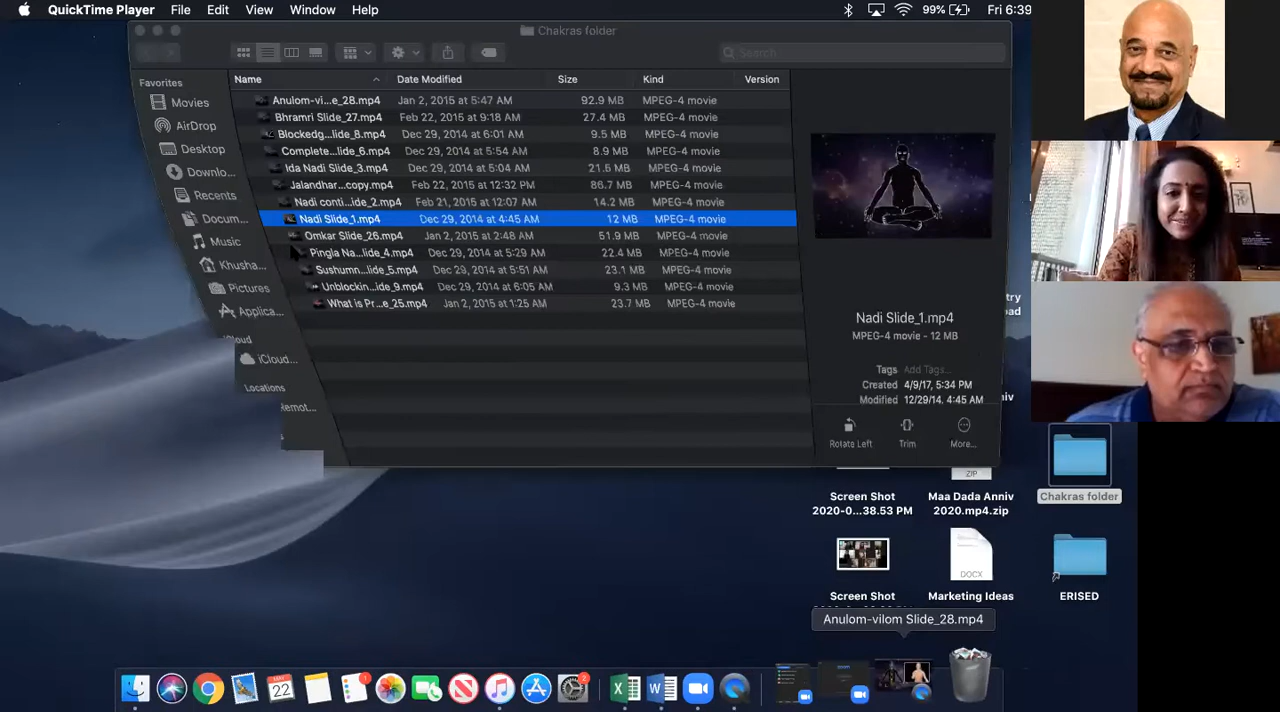 QuickTime Player File Edit View Window Help 99% Fri 6:39
Chakras folder
Search
Favorites
Movies
AirDrop
Desktop
Downlo...
Recents
Docum...
Music
Khusha...
Pictures
Applica...
iCloud
iCloud...
Locations
Remot...
Name Date Modified Size Kind Version
Anulom-vi...e_28.mp4 Jan 2, 2015 at 5:47 AM 92.9 MB MPEG-4 movie
Bhramri Slide_27.mp4 Feb 22, 2015 at 9:18 AM 27.4 MB MPEG-4 movie
Blockedg...lide_8.mp4 Dec 29, 2014 at 6:01 AM 9.5 MB MPEG-4 movie
Complete...lide_6.mp4 Dec 29, 2014 at 5:54 AM 8.9 MB MPEG-4 movie
Ida Nadi Slide_3.mp4 Dec 29, 2014 at 5:04 AM 21.5 MB MPEG-4 movie
Jalandhar...copy.mp4 Feb 22, 2015 at 12:32 PM 86.7 MB MPEG-4 movie
Nadi conti...lide_2.mp4 Feb 21, 2015 at 12:07 AM 14.2 MB MPEG-4 movie
Nadi Slide_1.mp4 Dec 29, 2014 at 4:45 AM 12 MB MPEG-4 movie
Omkar Slide_26.mp4 Jan 2, 2015 at 2:48 AM 51.9 MB MPEG-4 movie
Pingla N...lide_4.mp4 Dec 29, 2014 at 5:29 AM 22.4 MB MPEG-4 movie
Sushumn...lide_5.mp4 Dec 29, 2014 at 5:51 AM 23.1 MB MPEG-4 movie
Unblockin...ide_9.mp4 Dec 29, 2014 at 6:05 AM 9.3 MB MPEG-4 movie
What is Pr...e_25.mp4 Jan 2, 2015 at 1:25 AM 23.7 MB MPEG-4 movie
Nadi Slide_1.mp4
MPEG-4 movie - 12 MB
Tags Add Tags...
Created 4/9/17, 5:34 PM
Modified 12/29/14, 4:45 AM
Rotate Left Trim More...
ZIP
Screen Shot
2020-0...38.53 PM
Maa Dada Anniv
2020.mp4.zip
Chakras folder
DOCX
Screen Shot
Marketing Ideas
ERISED
Anulom-vilom Slide_28.mp4
MAY
22
1
2